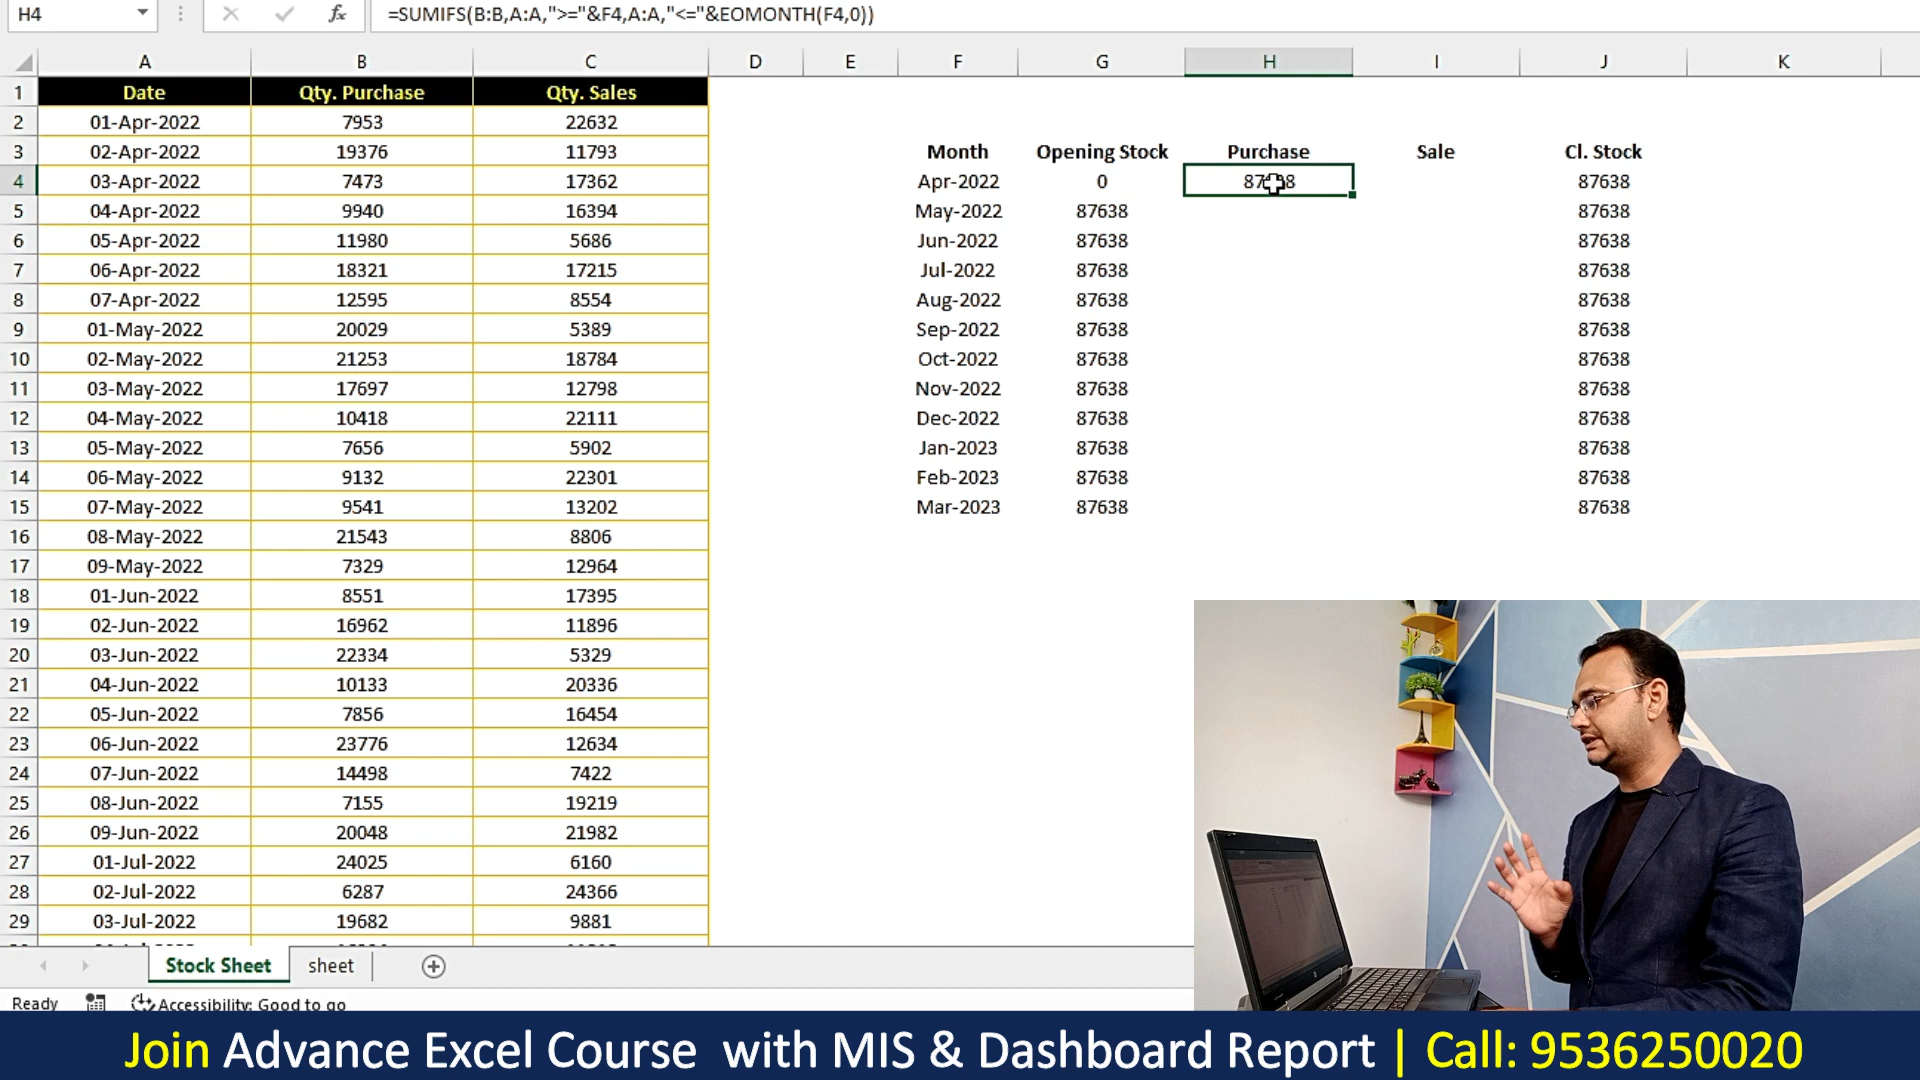 H4 fx =SUMIFS(B:B,A:A,">="&F4,A:A,"<="&EOMONTH(F4,0))
A B C D E F G H I J K
1 Date Qty. Purchase Qty. Sales
2 01-Apr-2022 7953 22632
3 02-Apr-2022 19376 11793 Month Opening Stock Purchase Sale Cl. Stock
4 03-Apr-2022 7473 17362 Apr-2022 0 87638
5 04-Apr-2022 9940 16394 May-2022 87638 87638
6 05-Apr-2022 11980 5686 Jun-2022 87638 87638
7 06-Apr-2022 18321 17215 Jul-2022 87638 87638
8 07-Apr-2022 12595 8554 Aug-2022 87638 87638
9 01-May-2022 20029 5389 Sep-2022 87638 87638
10 02-May-2022 21253 18784 Oct-2022 87638 87638
11 03-May-2022 17697 12798 Nov-2022 87638 87638
12 04-May-2022 10418 22111 Dec-2022 87638 87638
13 05-May-2022 7656 5902 Jan-2023 87638 87638
14 06-May-2022 9132 22301 Feb-2023 87638 87638
15 07-May-2022 9541 13202 Mar-2023 87638 87638
16 08-May-2022 21543 8806
17 09-May-2022 7329 12964
18 01-Jun-2022 8551 17395
19 02-Jun-2022 16962 11896
20 03-Jun-2022 22334 5329
21 04-Jun-2022 10133 20336
22 05-Jun-2022 7856 16454
23 06-Jun-2022 23776 12634
24 07-Jun-2022 14498 7422
25 08-Jun-2022 7155 19219
26 09-Jun-2022 20048 21982
27 01-Jul-2022 24025 6160
28 02-Jul-2022 6287 24366
29 03-Jul-2022 19682 9881
Stock Sheet sheet
Ready Accessibility: Good to go
Join Advance Excel Course with MIS & Dashboard Report | Call: 9536250020